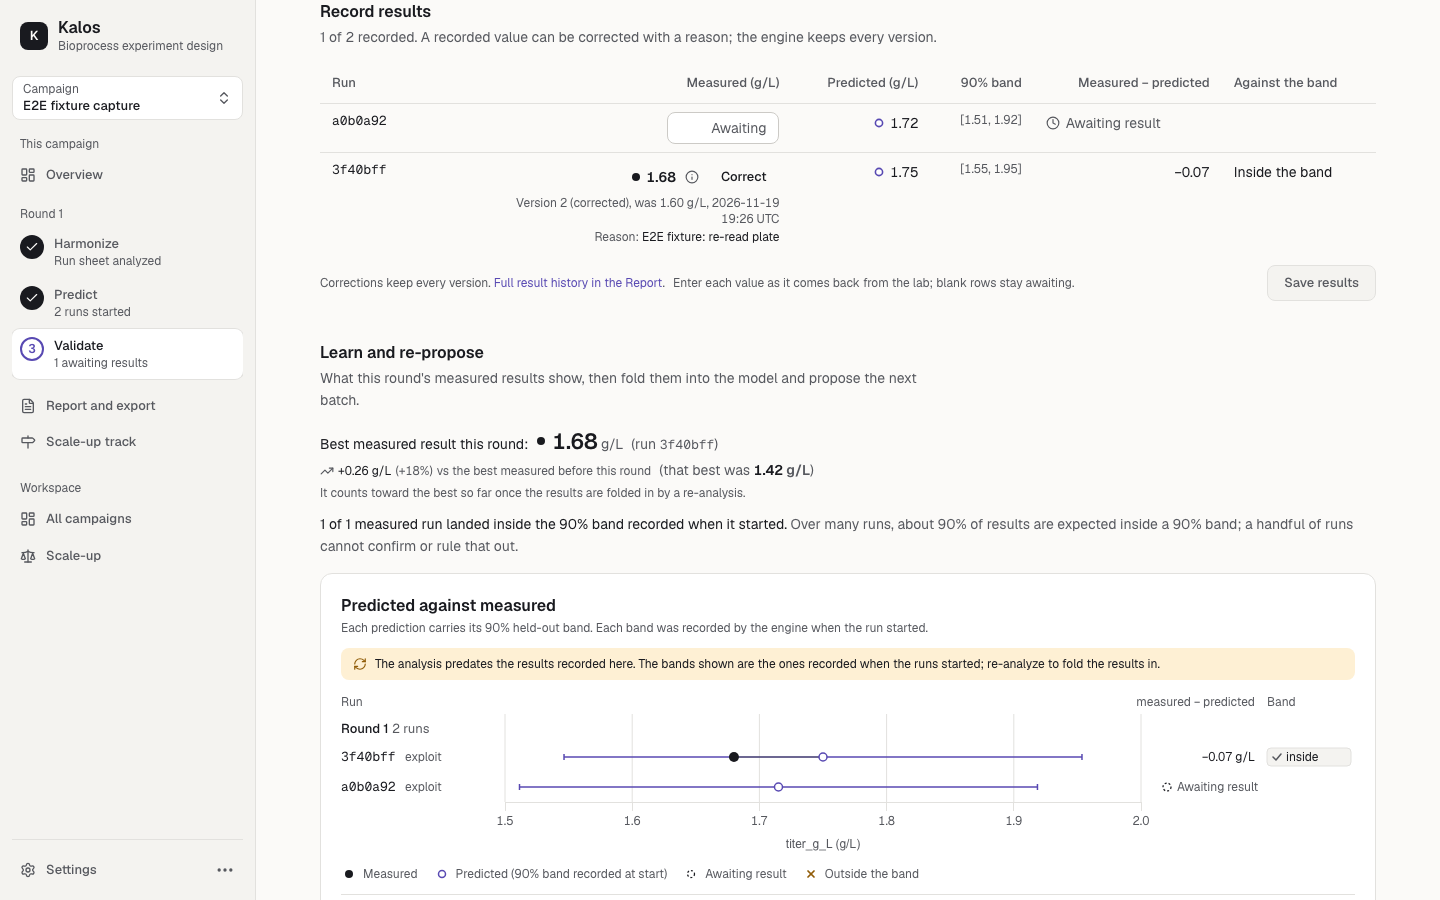 K
Kalos
Bioprocess experiment design
Campaign
E2E fixture capture
This campaign
Overview
Round 1
Harmonize
Run sheet analyzed
Predict
2 runs started
3
Validate
1 awaiting results
Report and export
Scale-up track
Workspace
All campaigns
Scale-up
Settings
Record results
1 of 2 recorded. A recorded value can be corrected with a reason; the engine keeps every version.
Run Measured (g/L) Predicted (g/L) 90% band Measured – predicted Against the band
a0b0a92 Awaiting 1.72 [1.51, 1.92] Awaiting result
3f40bff 1.68 Correct 1.75 [1.55, 1.95] −0.07 Inside the band
Version 2 (corrected), was 1.60 g/L, 2026-11-19
19:26 UTC
Reason: E2E fixture: re-read plate
Corrections keep every version. Full result history in the Report. Enter each value as it comes back from the lab; blank rows stay awaiting.
Save results
Learn and re-propose
What this round's measured results show, then fold them into the model and propose the next
batch.
Best measured result this round: 1.68 g/L (run 3f40bff)
+0.26 g/L (+18%) vs the best measured before this round (that best was 1.42 g/L)
It counts toward the best so far once the results are folded in by a re-analysis.
1 of 1 measured run landed inside the 90% band recorded when it started. Over many runs, about 90% of results are expected inside a 90% band; a handful of runs
cannot confirm or rule that out.
Predicted against measured
Each prediction carries its 90% held-out band. Each band was recorded by the engine when the run started.
The analysis predates the results recorded here. The bands shown are the ones recorded when the runs started; re-analyze to fold the results in.
Run measured – predicted Band
Round 1 2 runs
3f40bff exploit −0.07 g/L inside
a0b0a92 exploit Awaiting result
1.5 1.6 1.7 1.8 1.9 2.0
titer_g_L (g/L)
Measured Predicted (90% band recorded at start) Awaiting result Outside the band